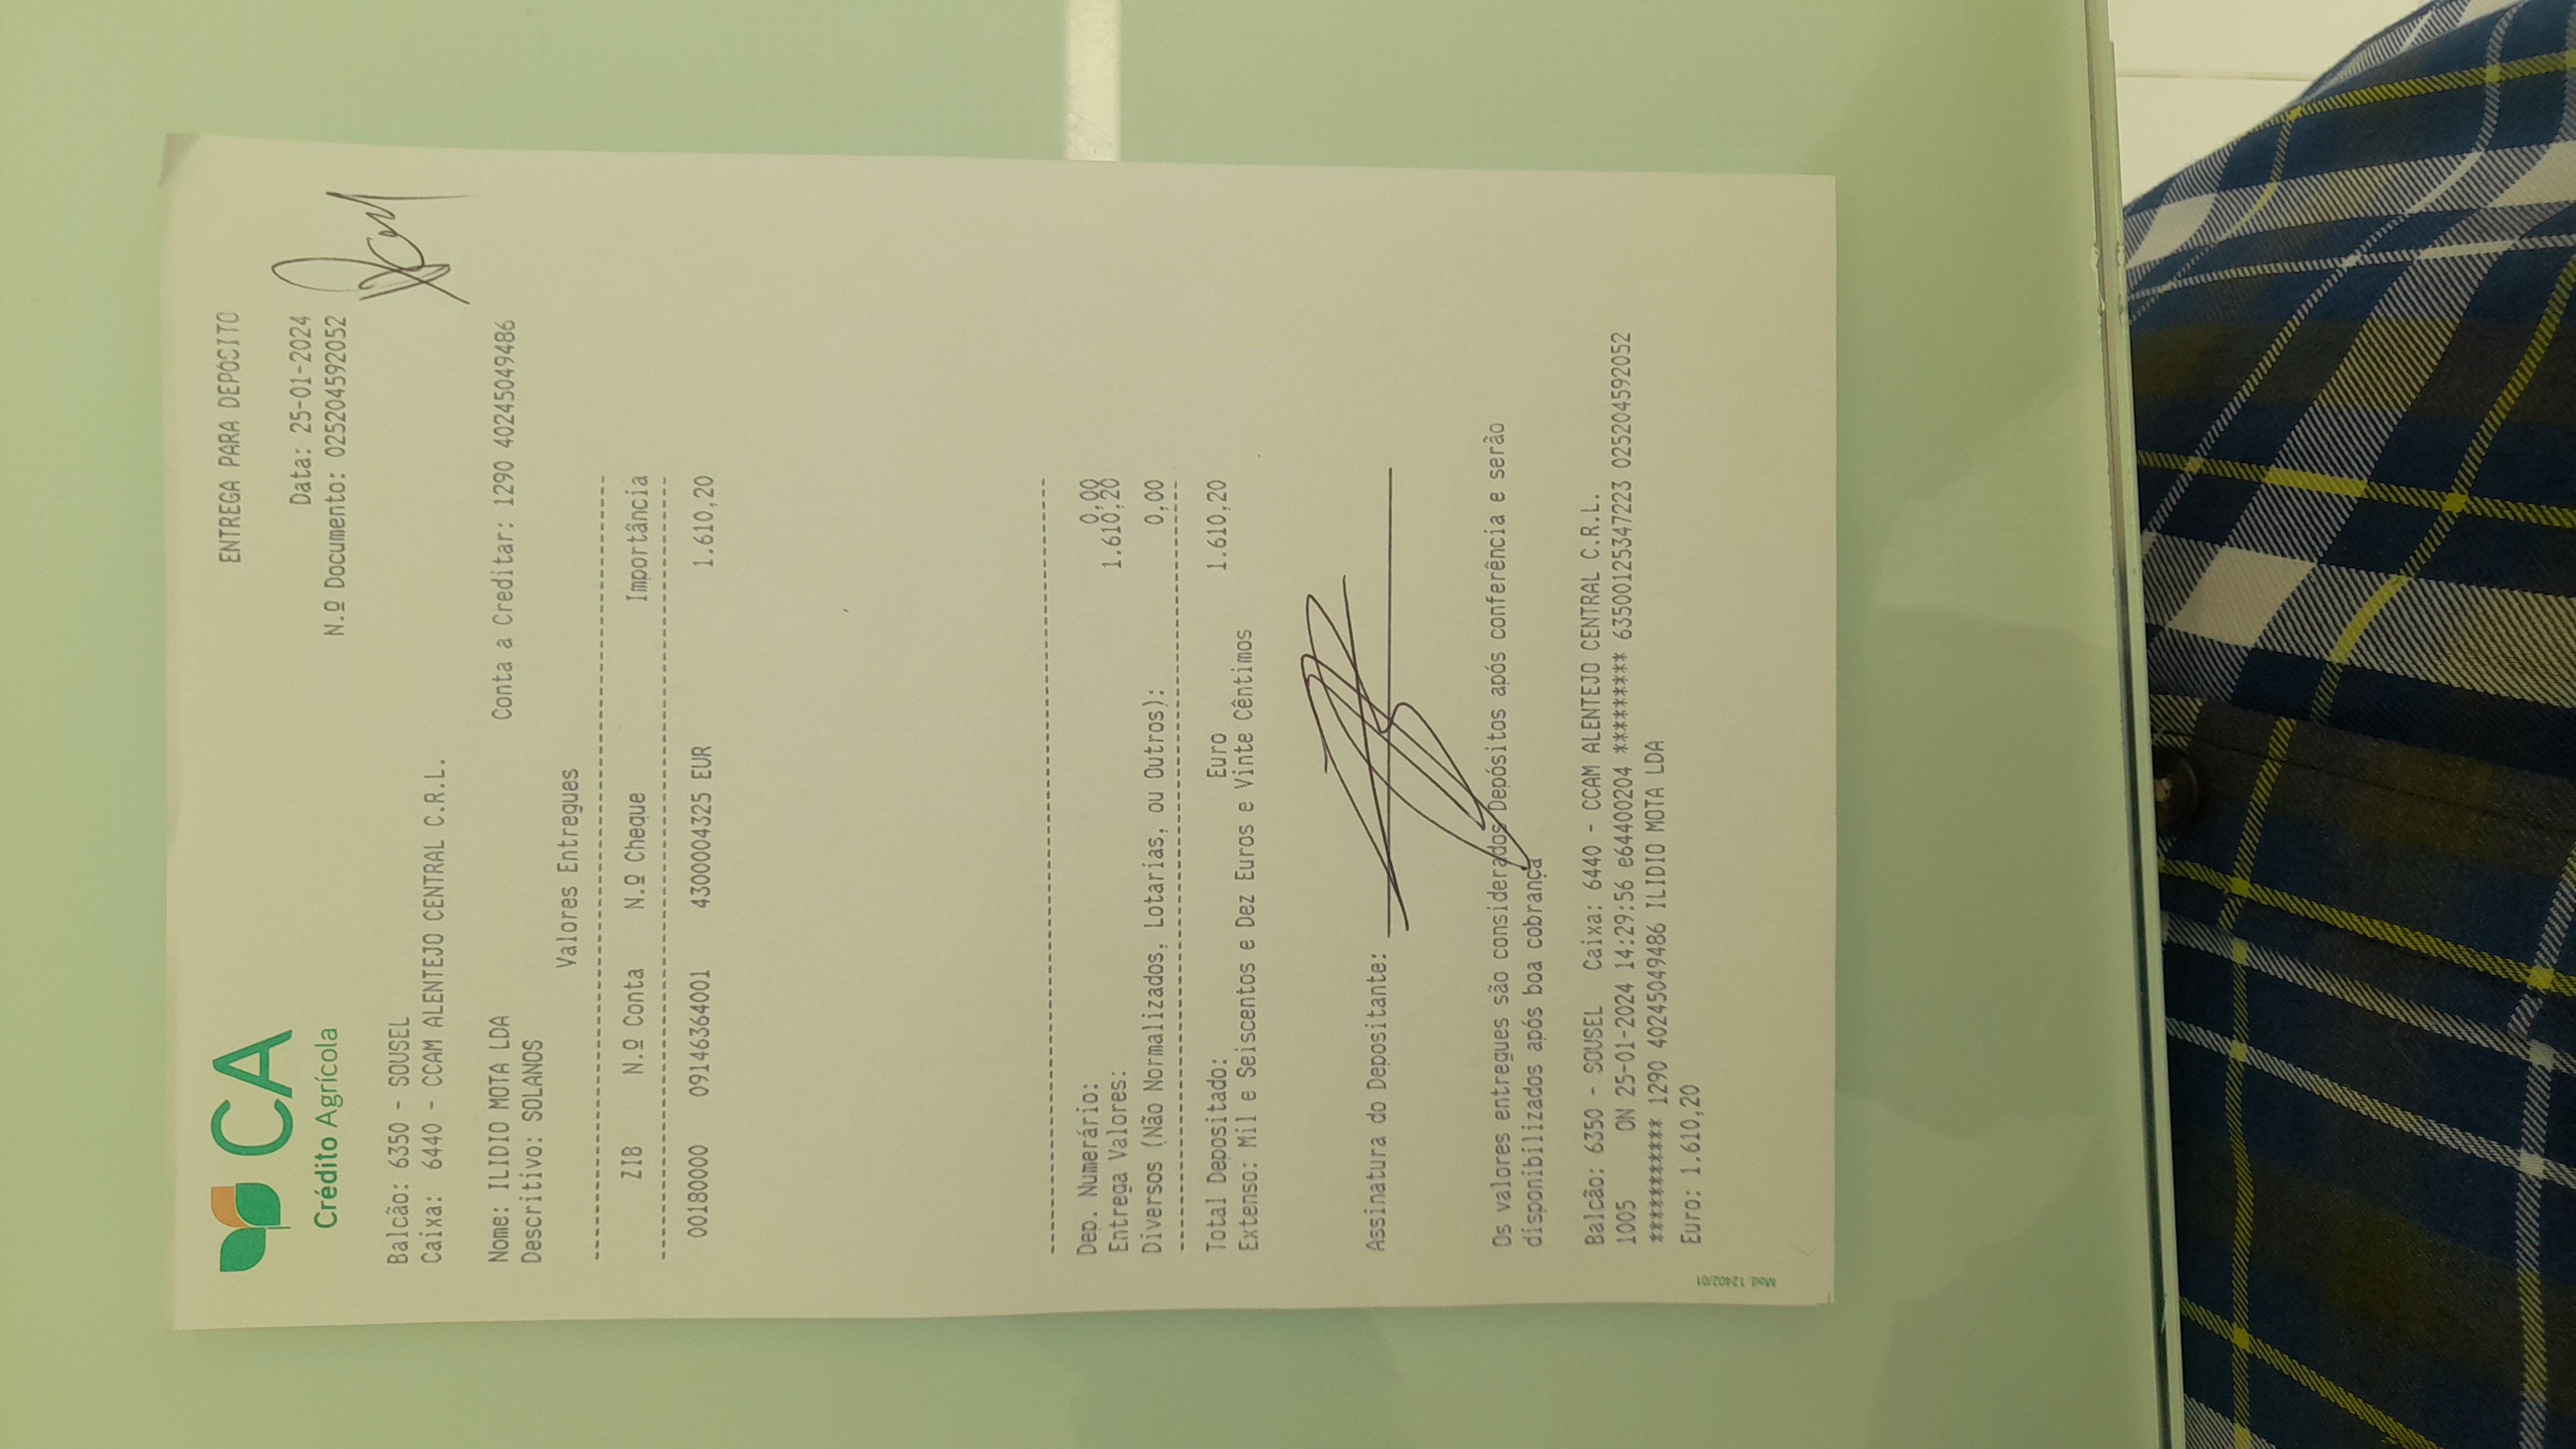 CA
Crédito Agrícola
ENTREGA PARA DEPÓSITO
Data: 25-01-2024
N.º Documento: 025204592052
Balcão: 6350 - SOUSEL
Caixa: 6440 - CCAM ALENTEJO CENTRAL C.R.L.
Nome: ILIDIO MOTA LDA
Conta a Creditar: 1290 40245049486
Descritivo: SOLANOS
Valores Entregues
ZIB N.º Conta N.º Cheque Importância
00180000 09146364001 4300004325 EUR 1.610,20
Dep. Numerário: 0,00
Entrega Valores: 1.610,20
Diversos (Não Normalizados, Lotarias, ou Outros): 0,00
Total Depositado: Euro 1.610,20
Extenso: Mil e Seiscentos e Dez Euros e Vinte Cêntimos
Assinatura do Depositante:
Os valores entregues são considerados Depósitos após conferência e serão
disponibilizados após boa cobrança
Balcão: 6350 - SOUSEL Caixa: 6440 - CCAM ALENTEJO CENTRAL C.R.L.
1005 ON 25-01-2024 14:29:56 e64400204 ********* 63500125347223 025204592052
*********** 1290 40245049486 ILIDIO MOTA LDA
Euro: 1.610,20
Mod. 12402/01